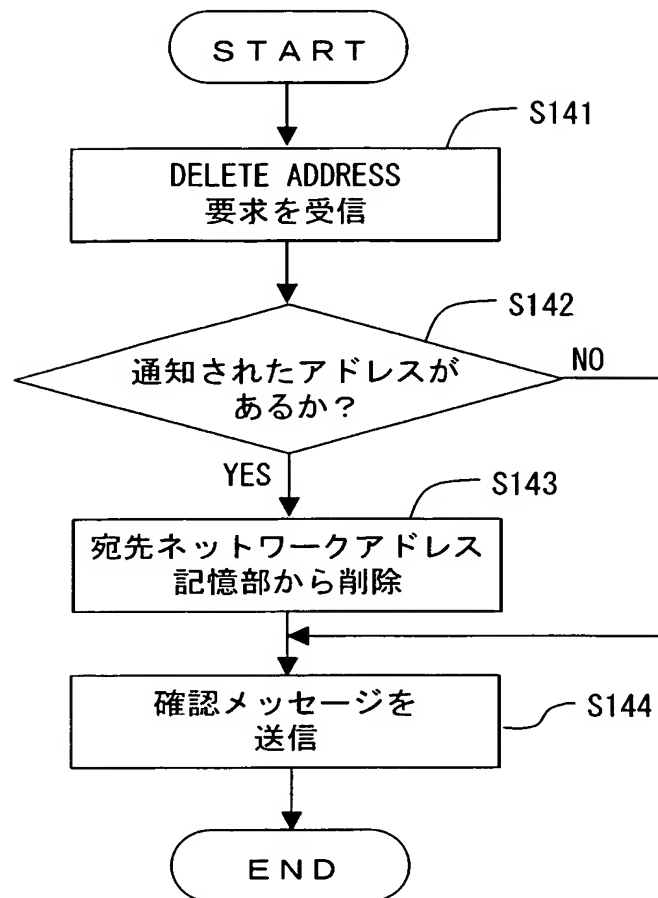 START
S141
DELETE ADDRESS
要求を受信
S142
通知されたアドレスが
あるか？
NO
YES
S143
宛先ネットワークアドレス
記憶部から削除
確認メッセージを
送信
S144
END